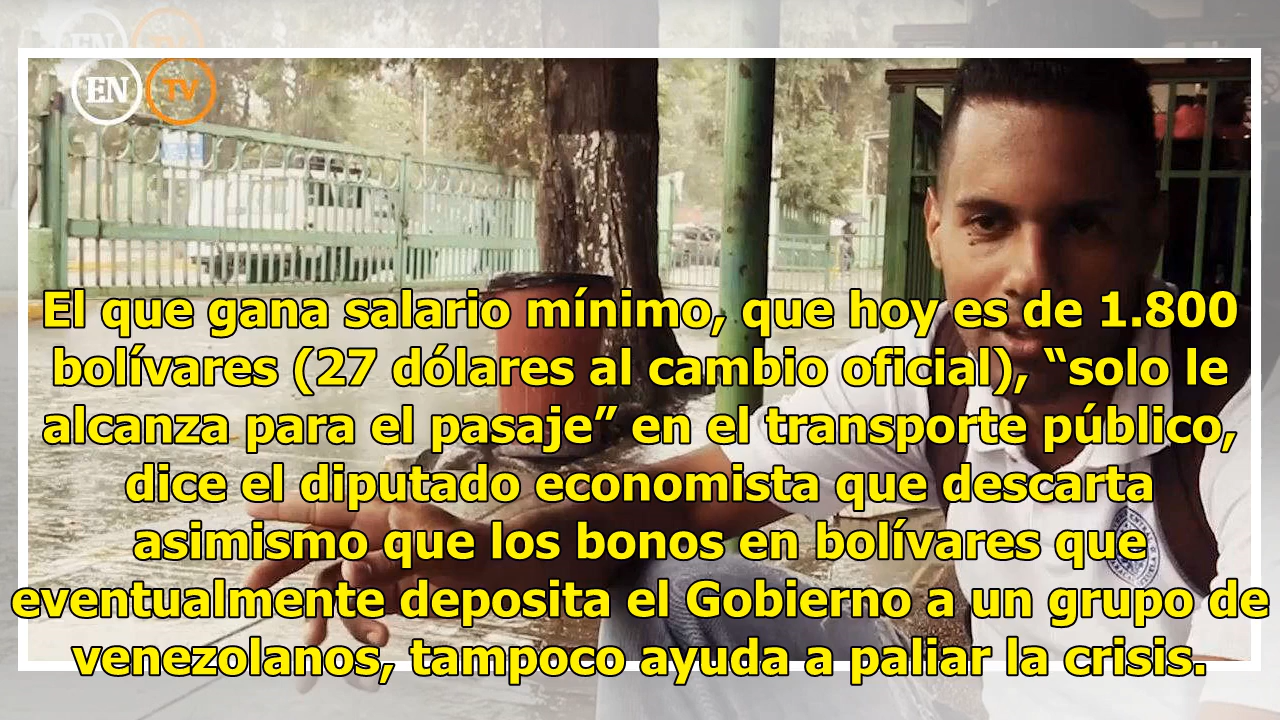 EN TV
EN TV
El que gana salario mínimo, que hoy es de 1.800
bolívares (27 dólares al cambio oficial), “solo le
alcanza para el pasaje” en el transporte público,
dice el diputado economista que descarta
asimismo que los bonos en bolívares que
eventualmente deposita el Gobierno a un grupo de
venezolanos, tampoco ayuda a paliar la crisis.